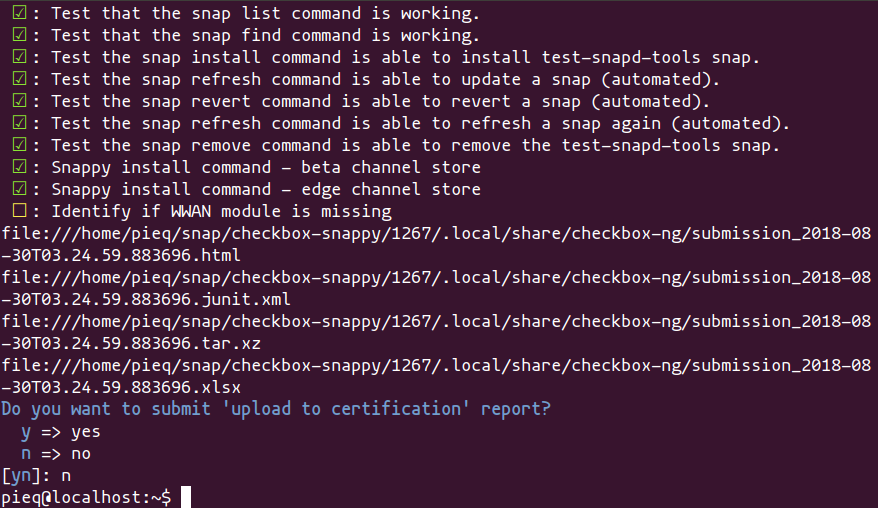 ☑: Test that the snap list command is working.
☑: Test that the snap find command is working.
☑: Test the snap install command is able to install test-snapd-tools snap.
☑: Test the snap refresh command is able to update a snap (automated).
☑: Test the snap revert command is able to revert a snap (automated).
☑: Test the snap refresh command is able to refresh a snap again (automated).
☑: Test the snap remove command is able to remove the test-snapd-tools snap.
☑: Snappy install command - beta channel store
☑: Snappy install command - edge channel store
☐: Identify if WWAN module is missing
file:///home/pieq/snap/checkbox-snappy/1267/.local/share/checkbox-ng/submission_2018-08
-30T03.24.59.883696.html
file:///home/pieq/snap/checkbox-snappy/1267/.local/share/checkbox-ng/submission_2018-08
-30T03.24.59.883696.junit.xml
file:///home/pieq/snap/checkbox-snappy/1267/.local/share/checkbox-ng/submission_2018-08
-30T03.24.59.883696.tar.xz
file:///home/pieq/snap/checkbox-snappy/1267/.local/share/checkbox-ng/submission_2018-08
-30T03.24.59.883696.xlsx
Do you want to submit 'upload to certification' report?
y => yes
n => no
[yn]: n
pieq@localhost:~$